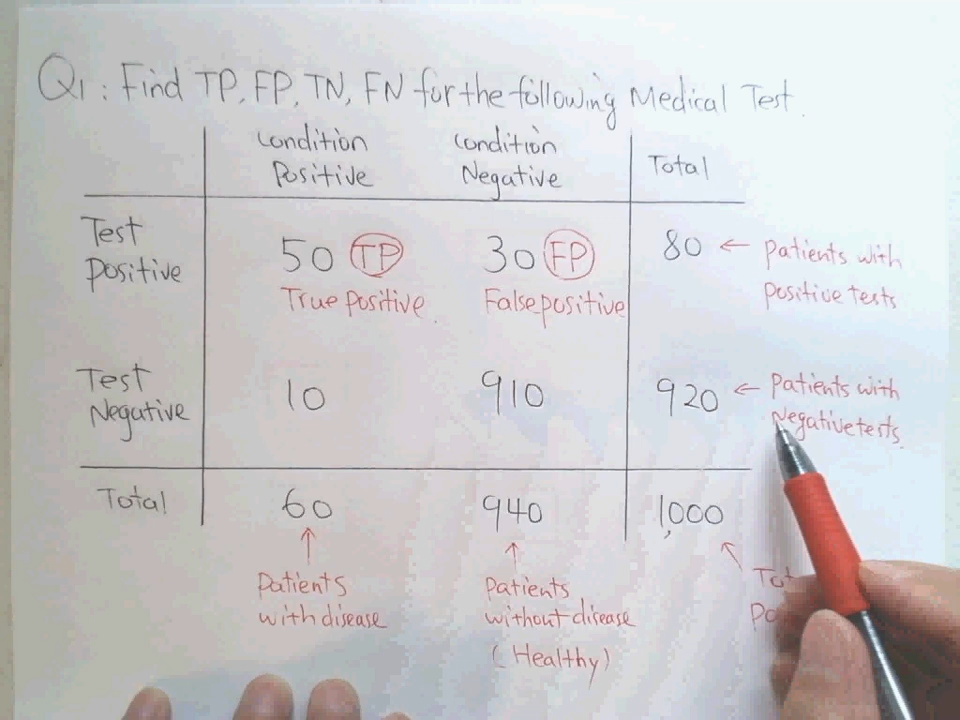 Q1: Find TP, FP, TN, FN for the following Medical Test.
Condition Positive
Condition Negative
Total
Test Positive
50 TP
True positive
30 FP
False positive
80 ← Patients with positive tests
Test Negative
10
910
920 ← Patients with Negative tests.
Total
60
940
1,000
↑ Patients with disease
↑ Patients without disease (Healthy)